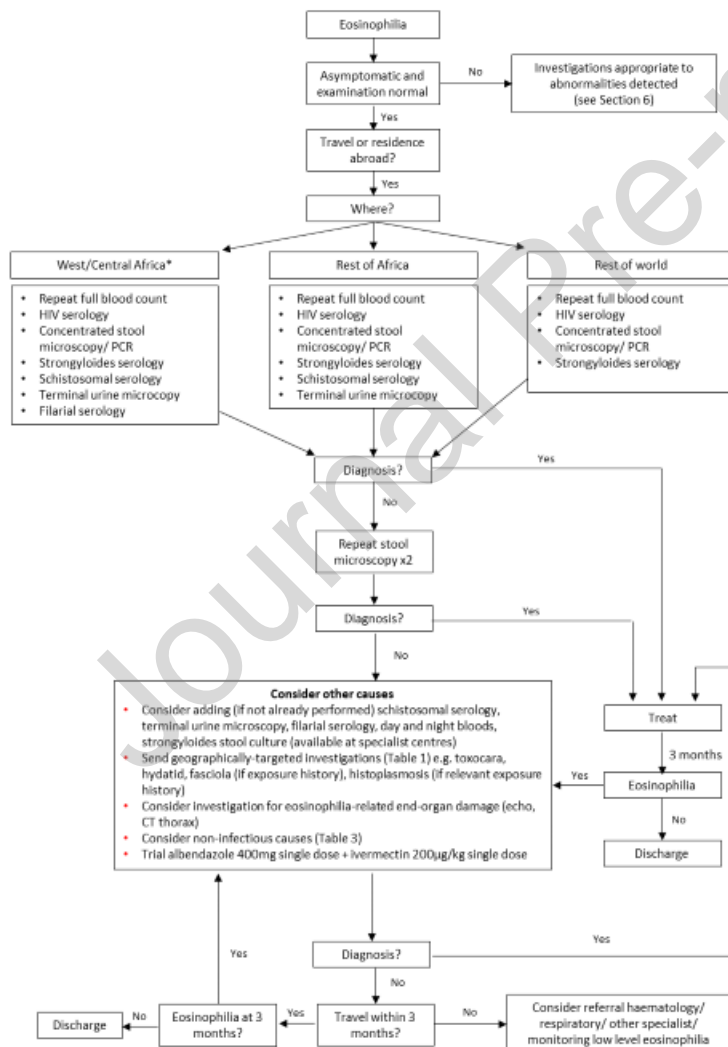 Eosinophilia
Asymptomatic and
examination normal
No
Investigations appropriate to
abnormalities detected
(see Section 6)
Yes
Travel or residence
abroad?
Yes
Where?
West/Central Africa*
Rest of Africa
Rest of world
• Repeat full blood count
• HIV serology
• Concentrated stool
microscopy/ PCR
• Strongyloides serology
• Schistosomal serology
• Terminal urine microcopy
• Filarial serology
• Repeat full blood count
• HIV serology
• Concentrated stool
microscopy/ PCR
• Strongyloides serology
• Schistosomal serology
• Terminal urine microcopy
• Repeat full blood count
• HIV serology
• Concentrated stool
microscopy/ PCR
• Strongyloides serology
Diagnosis?
Yes
No
Repeat stool
microscopy x2
Diagnosis?
Yes
No
Consider other causes
• Consider adding (if not already performed) schistosomal serology,
terminal urine microscopy, filarial serology, day and night bloods,
strongyloides stool culture (available at specialist centres)
• Send geographically-targeted investigations (Table 1) e.g. toxocara,
hydatid, fasciola (if exposure history), histoplasmosis (if relevant exposure
history)
• Consider investigation for eosinophilia-related end-organ damage (echo,
CT thorax)
• Consider non-infectious causes (Table 3)
• Trial albendazole 400mg single dose + ivermectin 200µg/kg single dose
Treat
3 months
Yes
Eosinophilia
No
Discharge
Diagnosis?
Yes
Yes
No
Discharge
No
Eosinophilia at 3
months?
Yes
Travel within 3
months?
No
Consider referral haematology/
respiratory/ other specialist/
monitoring low level eosinophilia
Journal Pre-